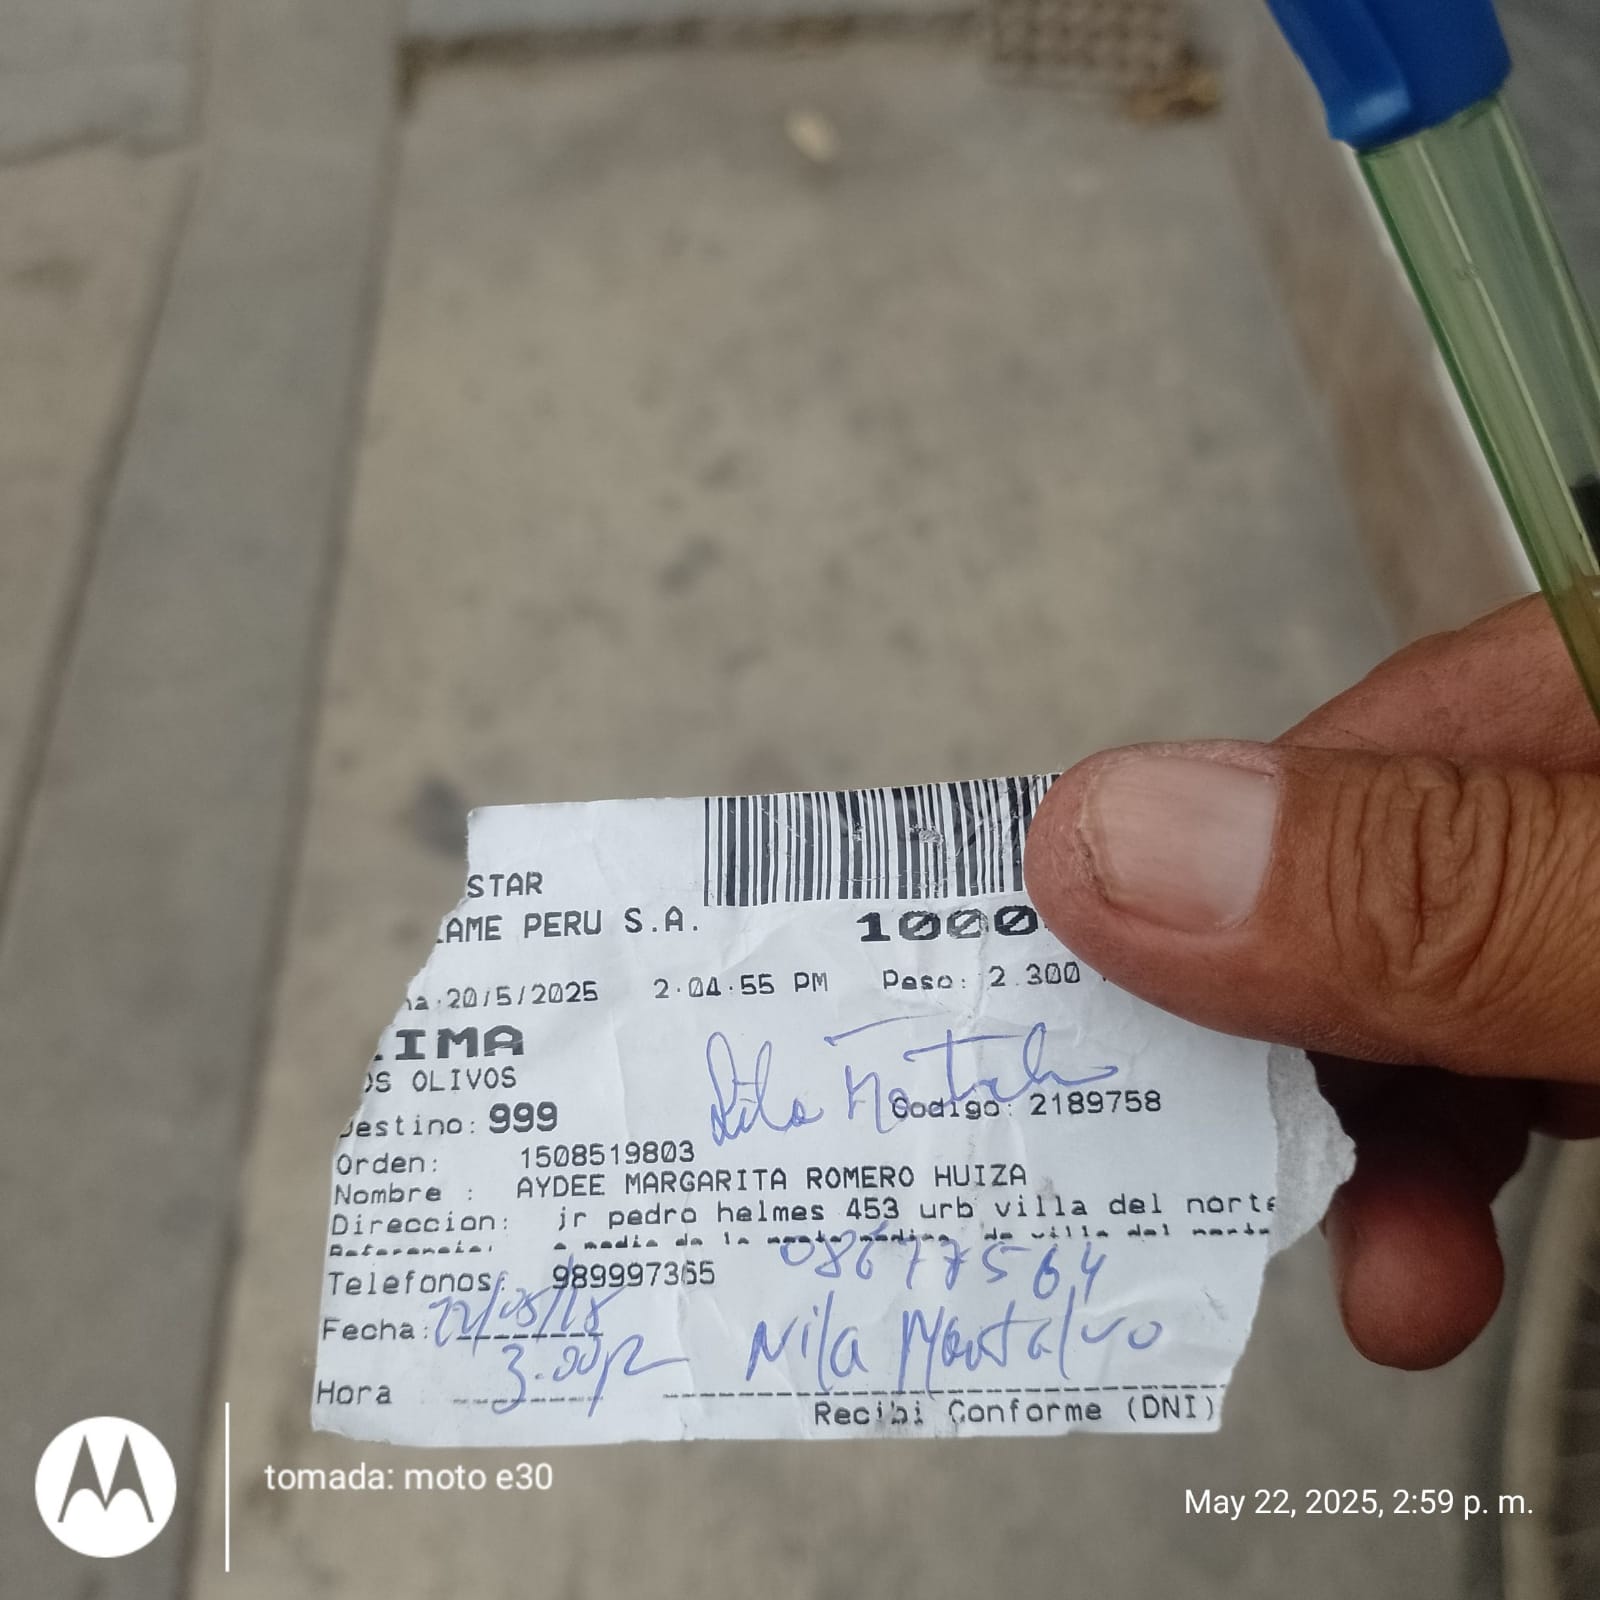 STAR
AME PERU S.A.
1000
a:20/5/2025 2:04:55 PM Peso: 2.300
IMA
OS OLIVOS
Destino: 999
Codigo: 2189758
Orden: 1508519803
Nombre : AYDEE MARGARITA ROMERO HUIZA
Direccion: jr pedro helmes 453 urb villa del norte
Telefonos: 989997365
08677564
Fecha: 22/05/25
Nila Montalvo
Hora 3:00p
Recibi Conforme (DNI)
tomada: moto e30
May 22, 2025, 2:59 p. m.